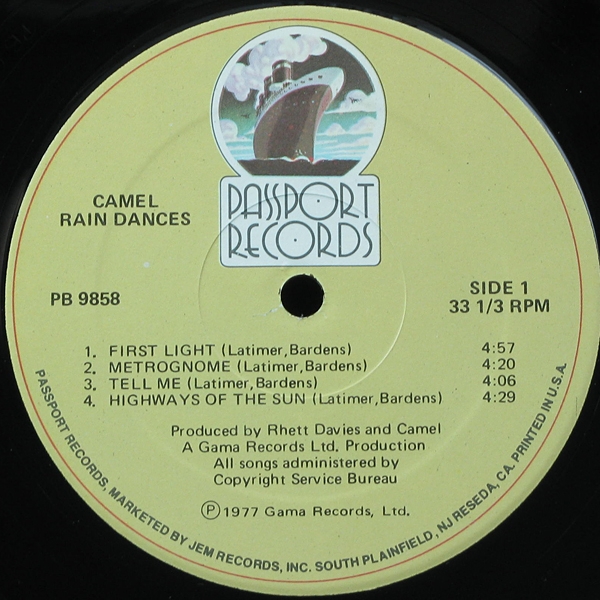 PASSPORT
RECORDS
CAMEL
RAIN DANCES
PB 9858
SIDE 1
33 1/3 RPM
1. FIRST LIGHT (Latimer,Bardens) 4:57
2. METROGNOME (Latimer,Bardens) 4:20
3. TELL ME (Latimer,Bardens) 4:06
4. HIGHWAYS OF THE SUN (Latimer,Bardens) 4:29
Produced by Rhett Davies and Camel
A Gama Records Ltd. Production
All songs administered by
Copyright Service Bureau
Ⓟ1977 Gama Records, Ltd.
PASSPORT RECORDS, MARKETED BY JEM RECORDS, INC. SOUTH PLAINFIELD, NJ RESEDA, CA. PRINTED IN U.S.A.